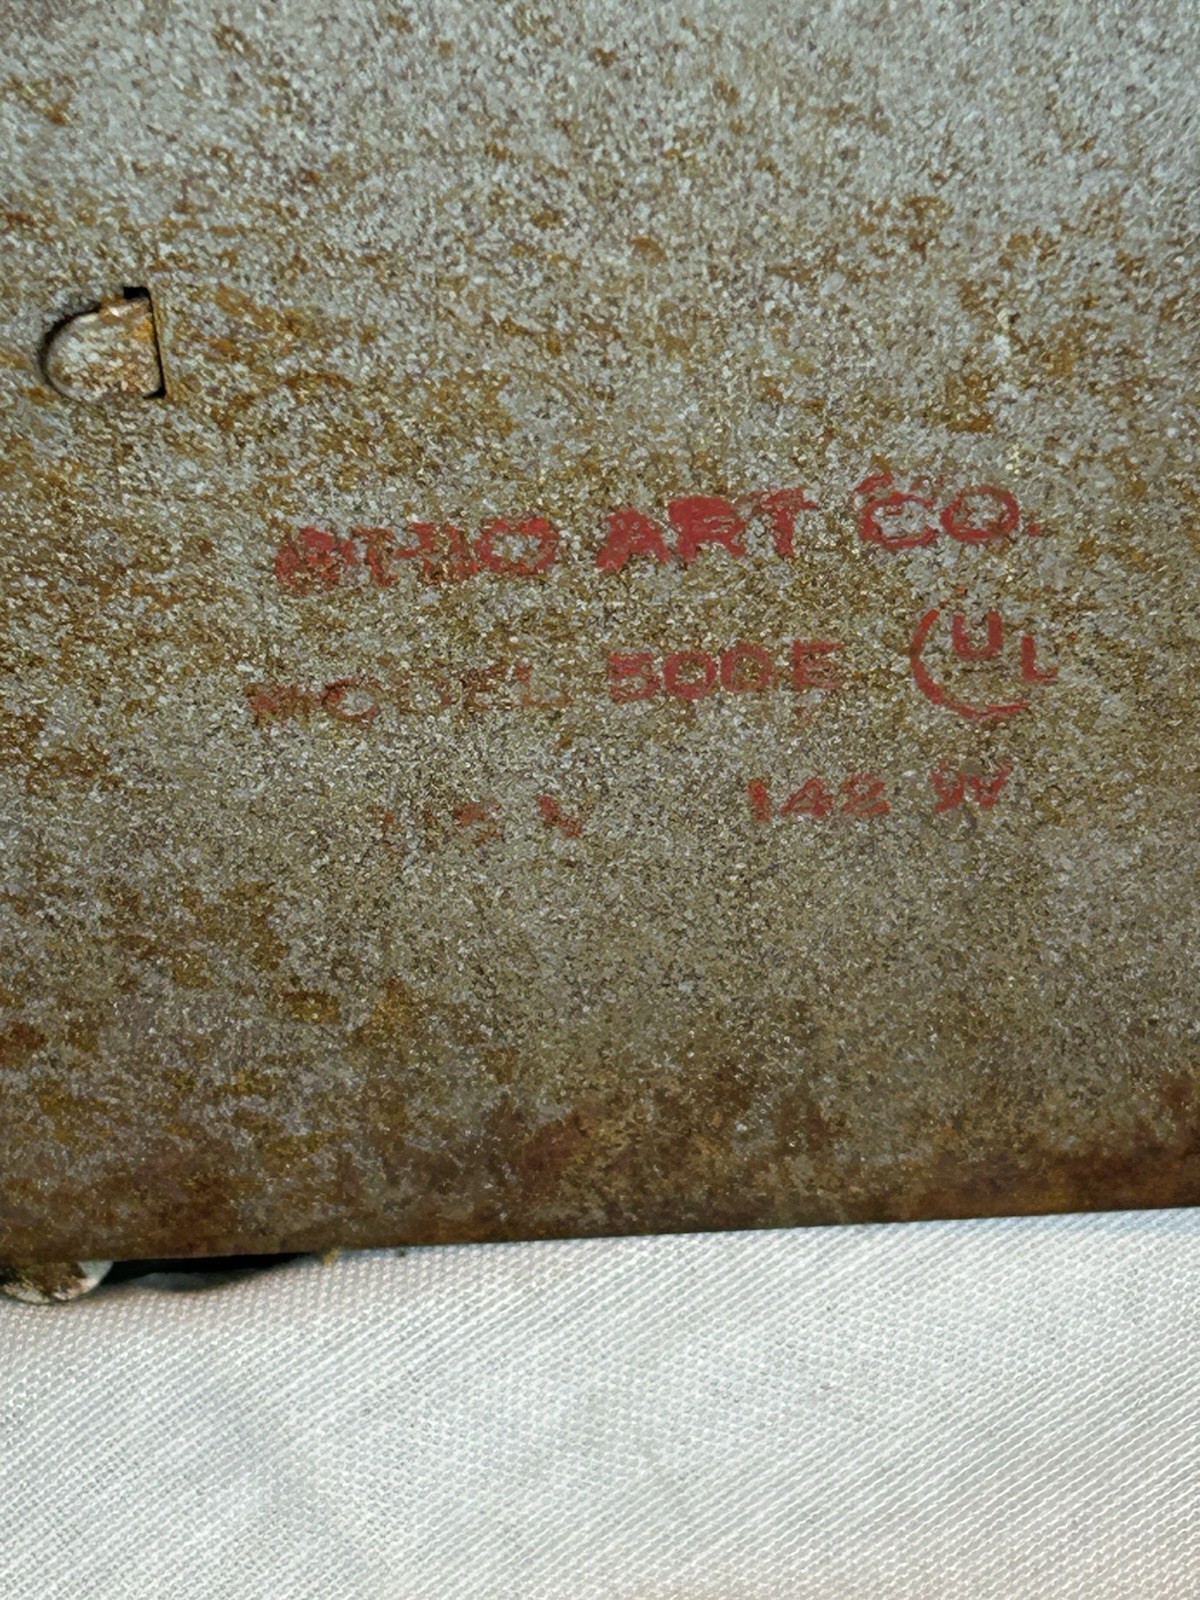 OHIO ART CO.
MODEL 500E UL
V 142 W